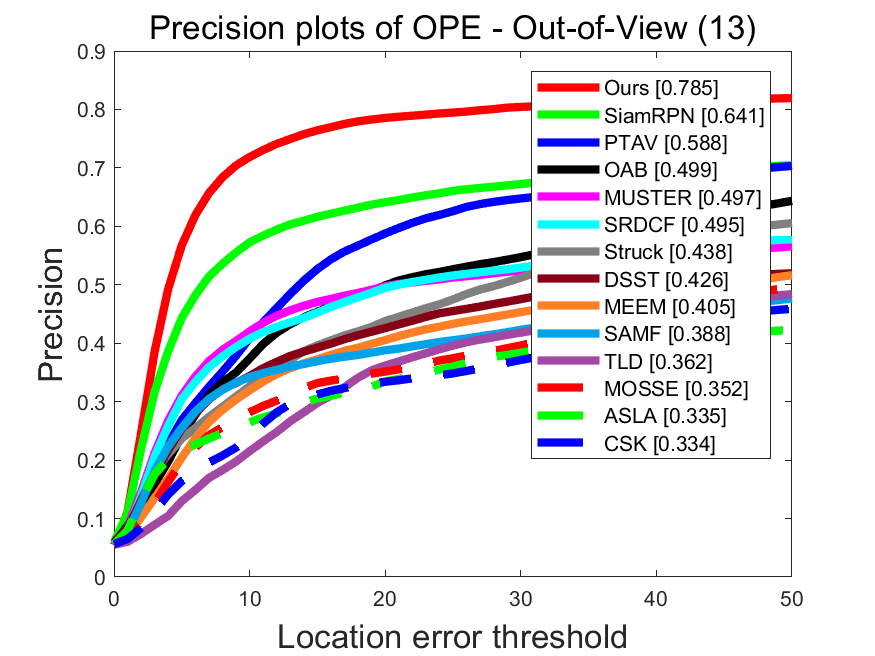 Precision plots of OPE - Out-of-View (13)
Precision
0.9
0.8
0.7
0.6
0.5
0.4
0.3
0.2
0.1
0
Ours [0.785]
SiamRPN [0.641]
PTAV [0.588]
OAB [0.499]
MUSTER [0.497]
SRDCF [0.495]
Struck [0.438]
DSST [0.426]
MEEM [0.405]
SAMF [0.388]
TLD [0.362]
MOSSE [0.352]
ASLA [0.335]
CSK [0.334]
0 10 20 30 40 50
Location error threshold